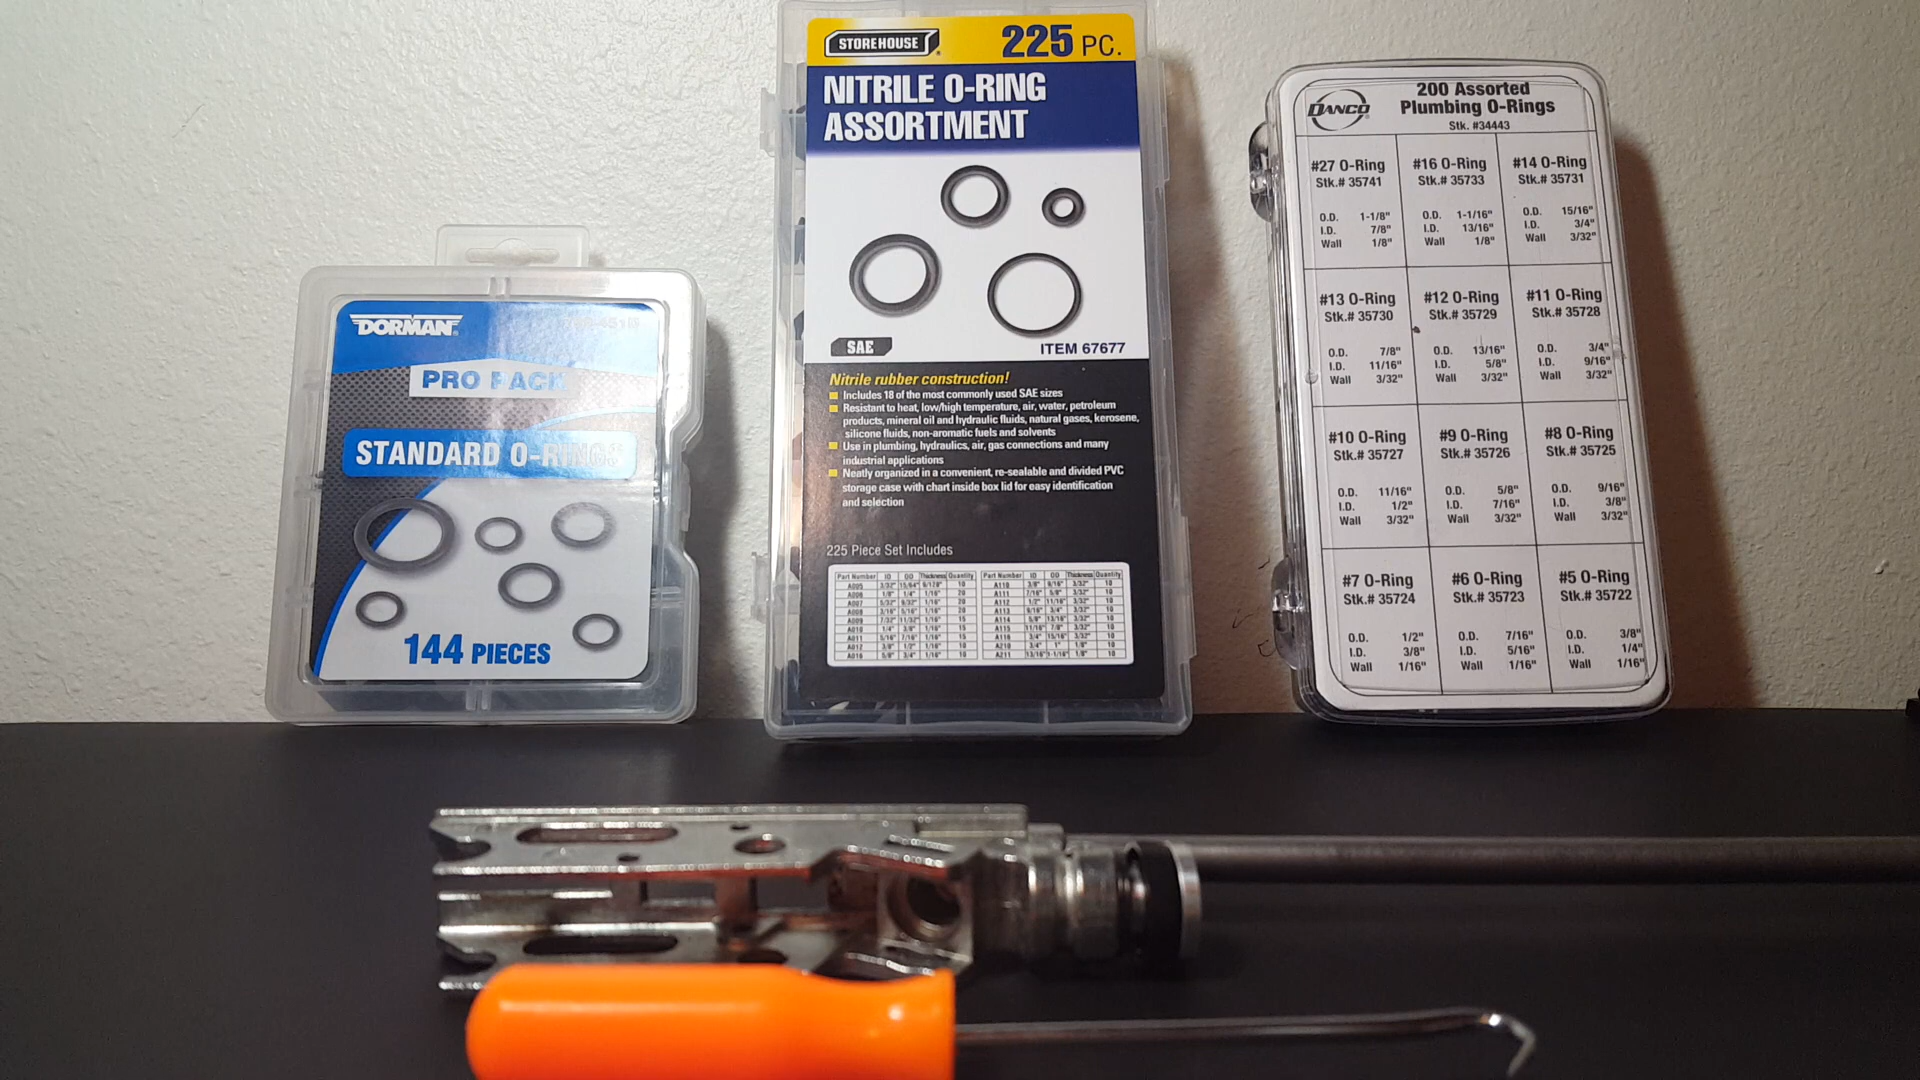 DORMAN
PRO PACK
STANDARD O-RINGS
144 PIECES
STOREHOUSE
225 PC.
NITRILE O-RING
ASSORTMENT
SAE
ITEM 67677
Nitrile rubber construction!
Includes 18 of the most commonly used SAE sizes
Resistant to heat, low/high temperature, air, water, petroleum
products, mineral oil and hydraulic fluids, natural gases, kerosene,
silicone fluids, non-aromatic fuels and solvents
Use in plumbing, hydraulics, air, gas connections and many
industrial applications
Neatly organized in a convenient, re-sealable and divided PVC
storage case with chart inside box lid for easy identification
and selection
225 Piece Set Includes
Part Number ID OD Thickness Quantity Part Number ID OD Thickness Quantity
DANCO
200 Assorted
Plumbing O-Rings
Stk. #34443
#27 O-Ring #16 O-Ring #14 O-Ring
Stk.# 35741 Stk.# 35733 Stk.# 35731
O.D. 1-1/8" O.D. 1-1/16" O.D. 15/16"
I.D. 7/8" I.D. 13/16" I.D. 3/4"
Wall 1/8" Wall 1/8" Wall 3/32"
#13 O-Ring #12 O-Ring #11 O-Ring
Stk.# 35730 Stk.# 35729 Stk.# 35728
O.D. 7/8" O.D. 13/16" O.D. 3/4"
I.D. 11/16" I.D. 5/8" I.D. 9/16"
Wall 3/32" Wall 3/32" Wall 3/32"
#10 O-Ring #9 O-Ring #8 O-Ring
Stk.# 35727 Stk.# 35726 Stk.# 35725
O.D. 11/16" O.D. 5/8" O.D. 9/16"
I.D. 1/2" I.D. 7/16" I.D. 3/8"
Wall 3/32" Wall 3/32" Wall 3/32"
#7 O-Ring #6 O-Ring #5 O-Ring
Stk.# 35724 Stk.# 35723 Stk.# 35722
O.D. 1/2" O.D. 7/16" O.D. 3/8"
I.D. 3/8" I.D. 5/16" I.D. 1/4"
Wall 1/16" Wall 1/16" Wall 1/16"